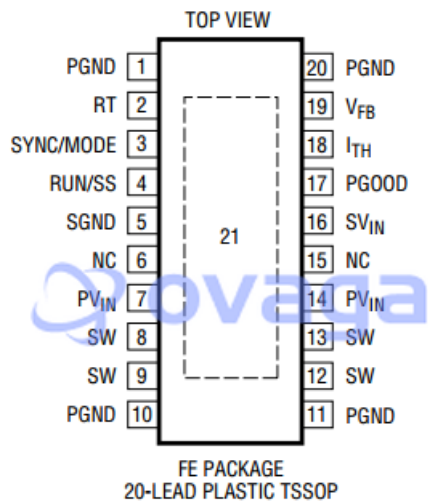 TOP VIEW
PGND 1 20 PGND
RT 2 19 VFB
SYNC/MODE 3 18 ITH
RUN/SS 4 17 PGOOD
SGND 5 16 SVIN
21
NC 6 15 NC
PVIN 7 14 PVIN
ovaga
SW 8 13 SW
SW 9 12 SW
PGND 10 11 PGND
FE PACKAGE
20-LEAD PLASTIC TSSOP